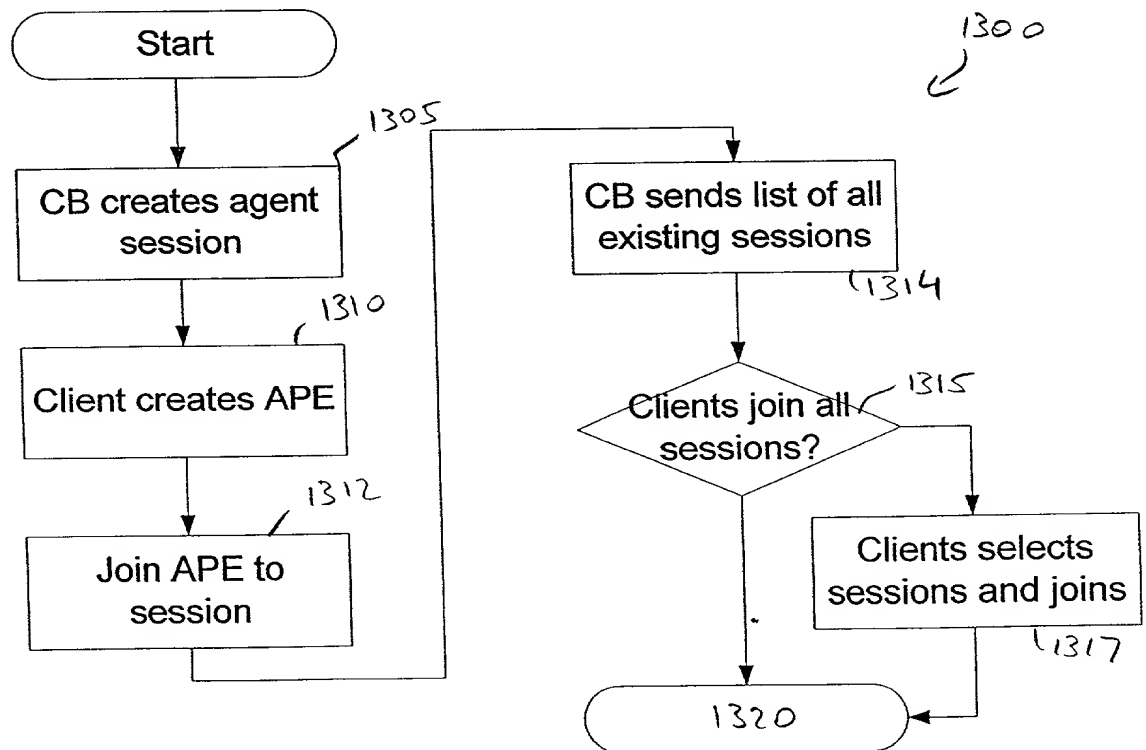 Start
1300
1305
CB creates agent
session
1310
Client creates APE
1312
Join APE to
session
CB sends list of all
existing sessions
1314
1315
Clients join all
sessions?
Clients selects
sessions and joins
1317
1320